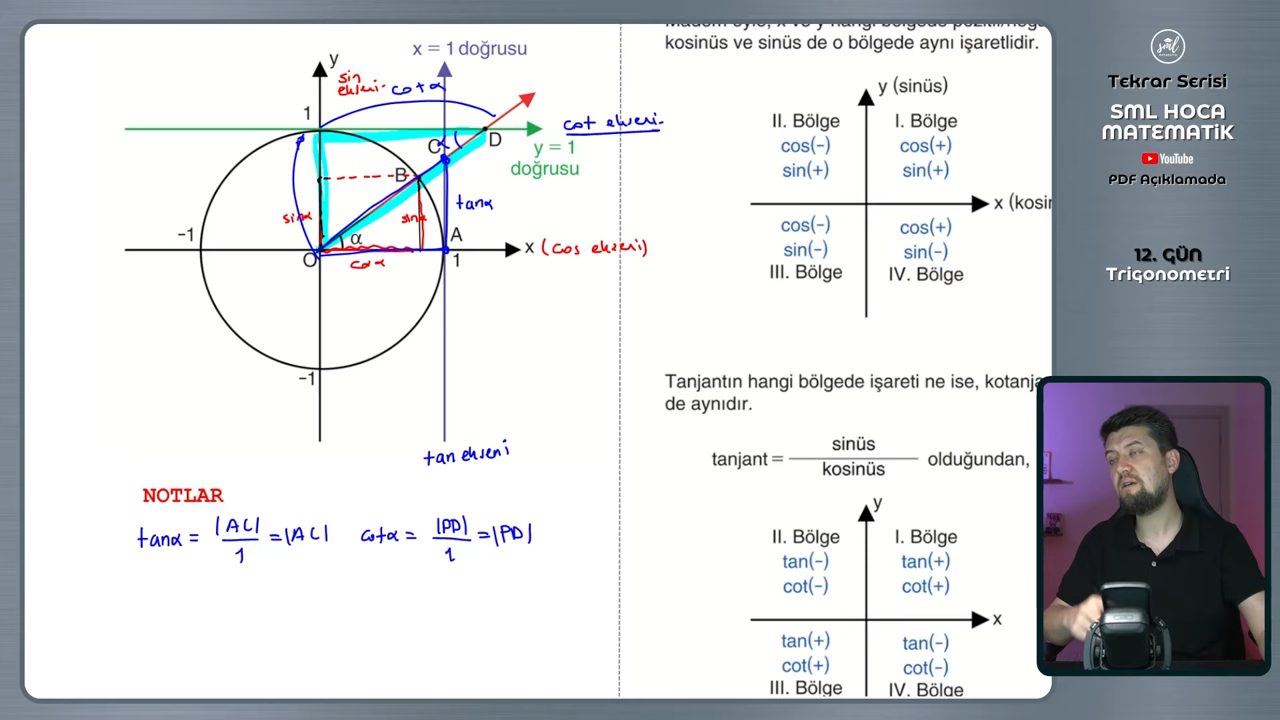 x = 1 doğrusu
y
sin
ekseni
cot α
1
cot ekseni
C
α
D
y = 1
doğrusu
B
tanα
sinα
sinα
−1
α
A
x (cos ekseni)
O
1
−1
tan ekseni
NOTLAR
tanα = |AC| / 1 = |AC|
cotα = |PD| / 1 = |PD|
kosinüs ve sinüs de o bölgede aynı işaretlidir.
y (sinüs)
II. Bölge
cos(-)
sin(+)
I. Bölge
cos(+)
sin(+)
x (kosin
cos(-)
sin(-)
III. Bölge
cos(+)
sin(-)
IV. Bölge
Tanjantın hangi bölgede işareti ne ise, kotanja
de aynıdır.
tanjant = sinüs / kosinüs olduğundan,
y
II. Bölge
tan(-)
cot(-)
I. Bölge
tan(+)
cot(+)
x
tan(+)
cot(+)
III. Bölge
tan(-)
cot(-)
IV. Bölge
sml
Tekrar Serisi
SML HOCA
MATEMATİK
YouTube
PDF Açıklamada
12. GÜN
Trigonometri